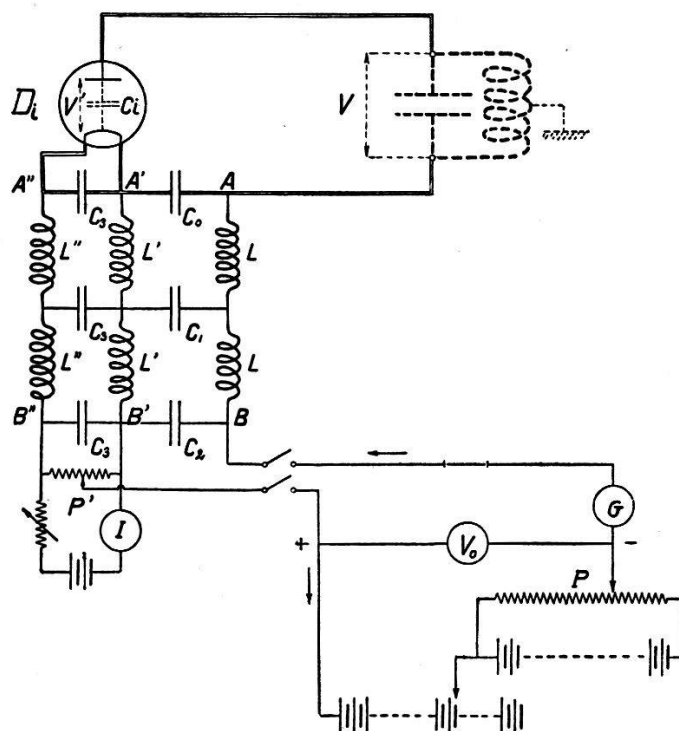 Di V' Ci V
A" A' A
C3 C0
L" L' L
C3 C1
L" L' L
B" B' B
C3 C2
P'
G
I + V0 -
P